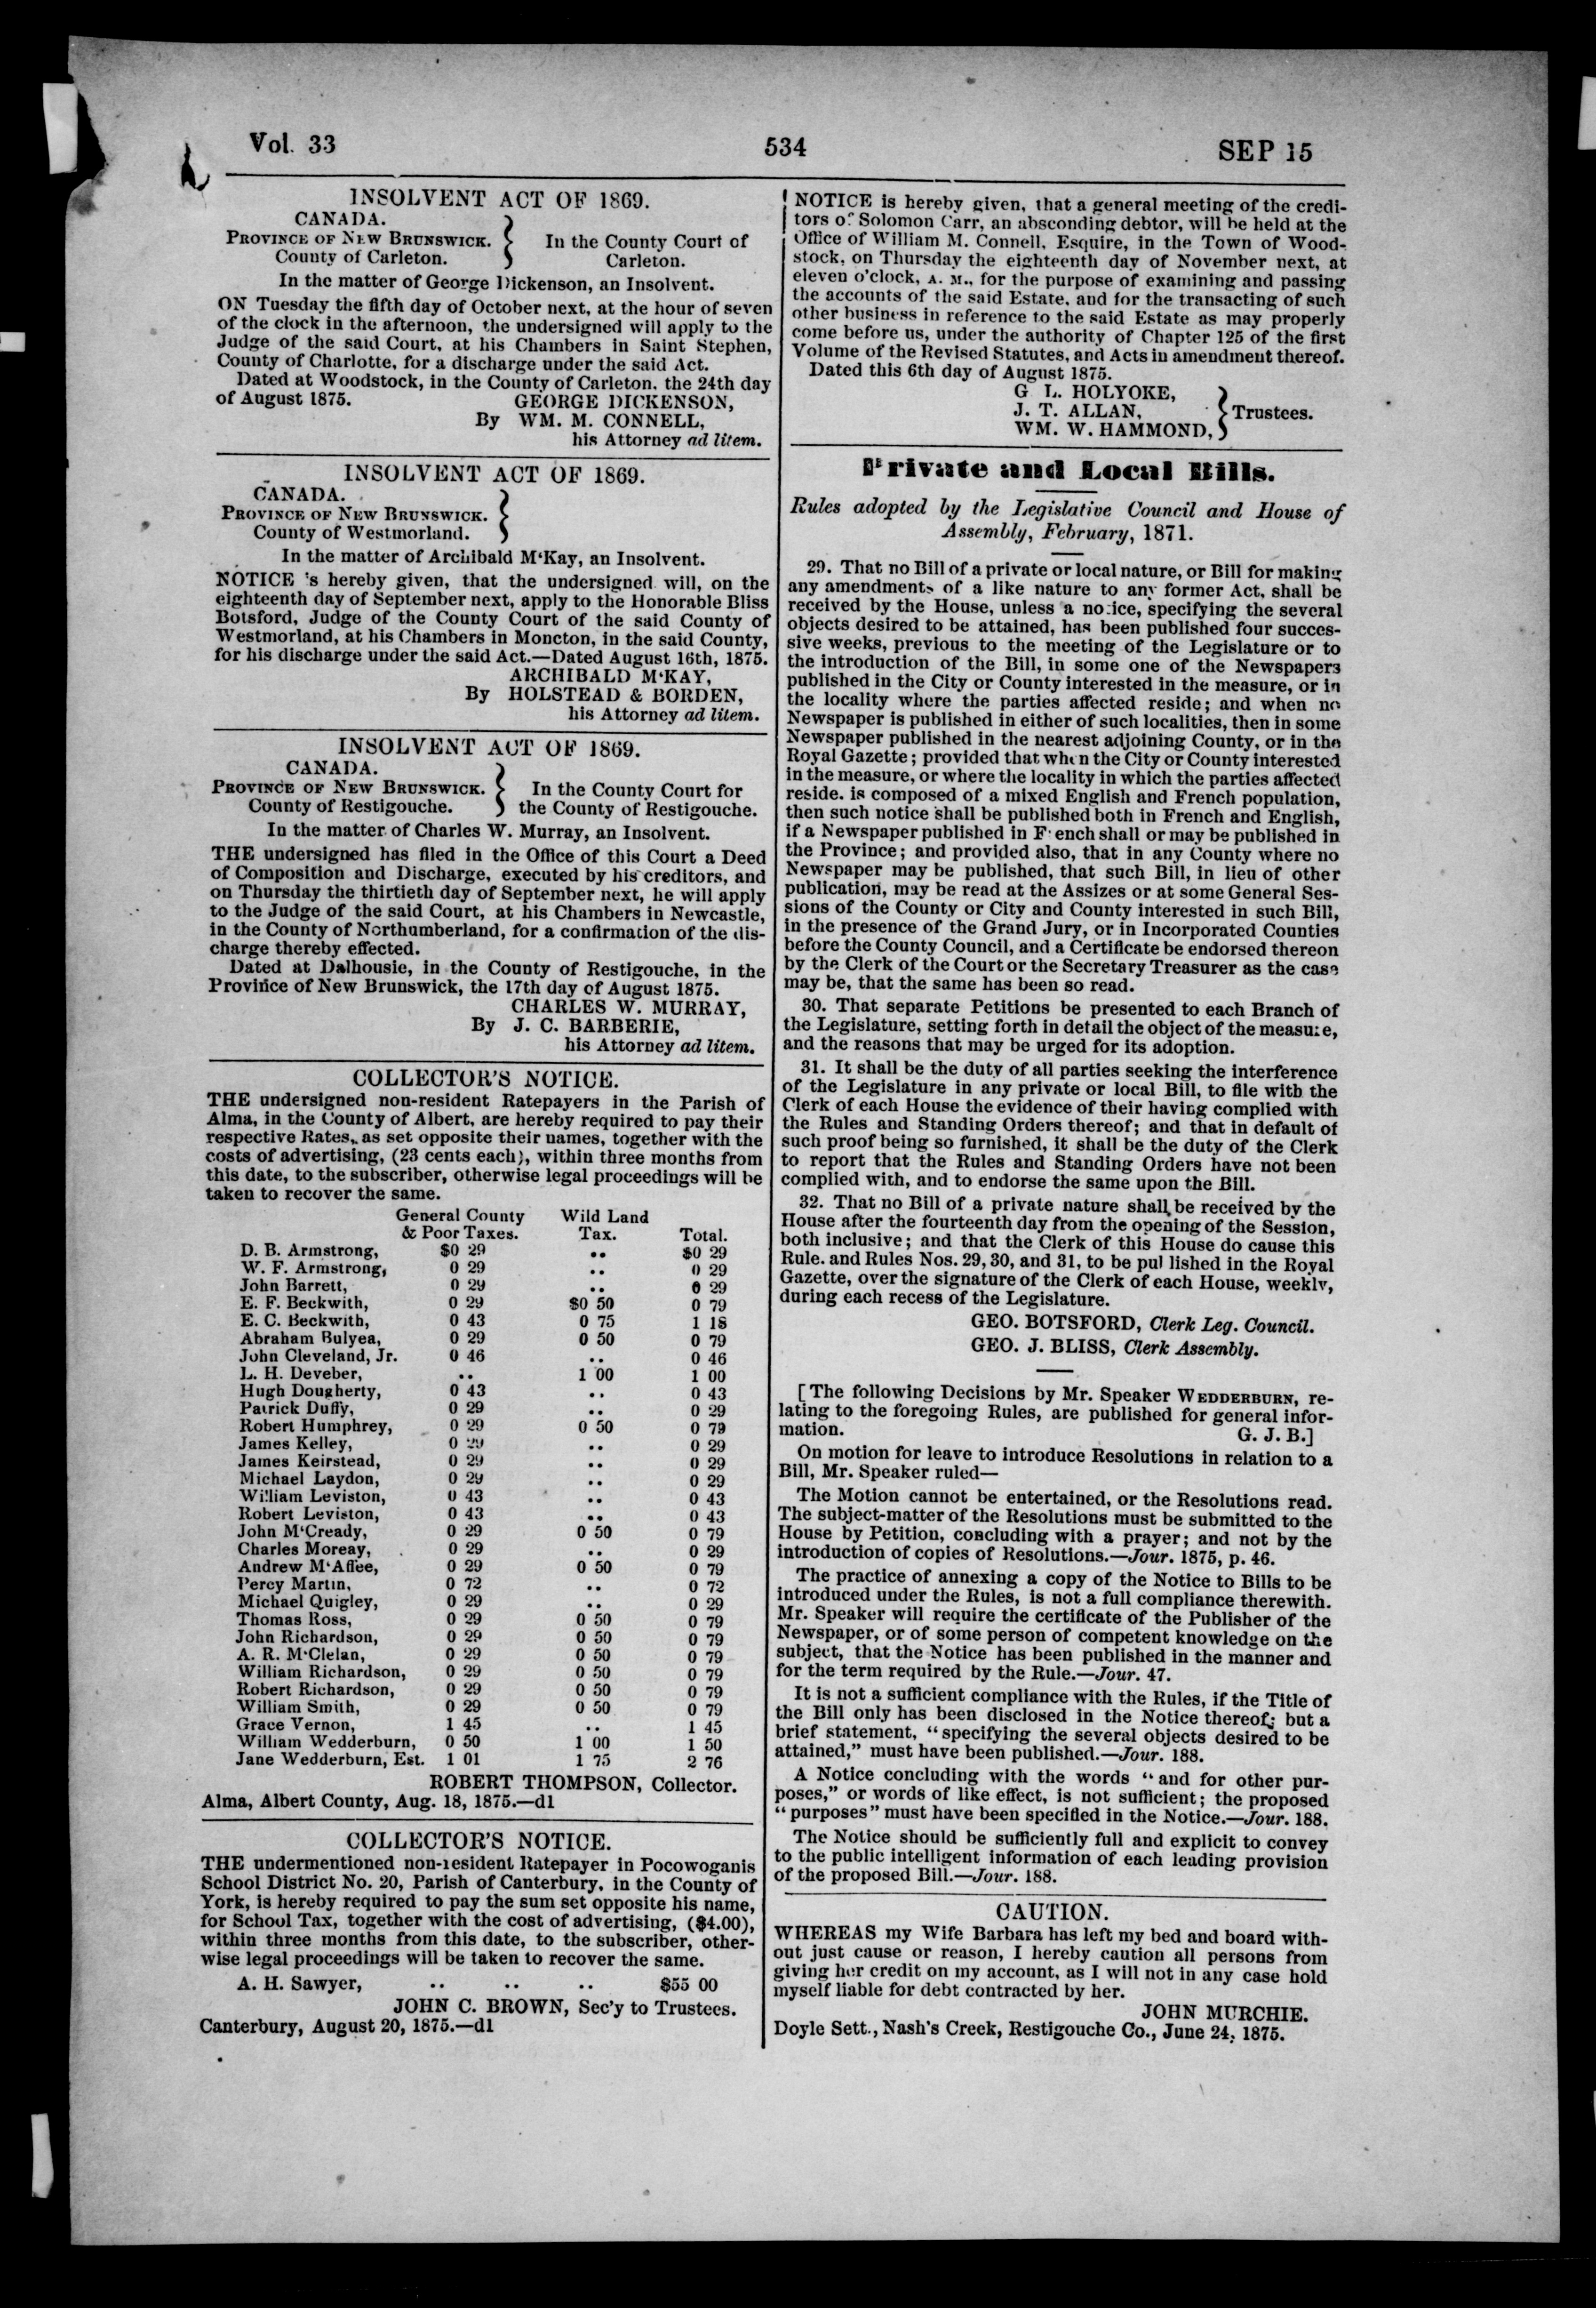 Vol. 33
534
SEP 15
INSOLVENT ACT OF 1869.
CANADA.
PROVINCE OF NEW BRUNSWICK.
County of Carleton.
In the County Court of
Carleton.
In the matter of George Dickenson, an Insolvent.
ON Tuesday the fifth day of October next, at the hour of seven
of the clock in the afternoon, the undersigned will apply to the
Judge of the said Court, at his Chambers in Saint Stephen,
County of Charlotte, for a discharge under the said Act.
Dated at Woodstock, in the County of Carleton, the 24th day
of August 1875. GEORGE DICKENSON,
By WM. M. CONNELL,
his Attorney ad litem.
INSOLVENT ACT OF 1869.
CANADA.
PROVINCE OF NEW BRUNSWICK.
County of Westmorland.
In the matter of Archibald M'Kay, an Insolvent.
NOTICE is hereby given, that the undersigned will, on the
eighteenth day of September next, apply to the Honorable Bliss
Botsford, Judge of the County Court of the said County of
Westmorland, at his Chambers in Moncton, in the said County,
for his discharge under the said Act.—Dated August 16th, 1875.
ARCHIBALD M'KAY,
By HOLSTEAD & BORDEN,
his Attorney ad litem.
INSOLVENT ACT OF 1869.
CANADA.
PROVINCE OF NEW BRUNSWICK.
County of Restigouche.
In the County Court for
the County of Restigouche.
In the matter of Charles W. Murray, an Insolvent.
THE undersigned has filed in the Office of this Court a Deed
of Composition and Discharge, executed by his creditors, and
on Thursday the thirtieth day of September next, he will apply
to the Judge of the said Court, at his Chambers in Newcastle,
in the County of Northumberland, for a confirmation of the dis-
charge thereby effected.
Dated at Dalhousie, in the County of Restigouche, in the
Province of New Brunswick, the 17th day of August 1875.
CHARLES W. MURRAY,
By J. C. BARBERIE,
his Attorney ad litem.
COLLECTOR'S NOTICE.
THE undersigned non-resident Ratepayers in the Parish of
Alma, in the County of Albert, are hereby required to pay their
respective Rates, as set opposite their names, together with the
costs of advertising, (23 cents each), within three months from
this date, to the subscriber, otherwise legal proceedings will be
taken to recover the same.
General County Wild Land
& Poor Taxes. Tax. Total.
D. B. Armstrong, $0 29 .. $0 29
W. F. Armstrong, 0 29 .. 0 29
John Barrett, 0 29 .. 0 29
E. F. Beckwith, 0 29 $0 50 0 79
E. C. Beckwith, 0 43 0 75 1 18
Abraham Bulyea, 0 29 0 50 0 79
John Cleveland, Jr. 0 46 .. 0 46
L. H. Deveber, .. 1 00 1 00
Hugh Dougherty, 0 43 .. 0 43
Patrick Duffy, 0 29 .. 0 29
Robert Humphrey, 0 29 0 50 0 79
James Kelley, 0 29 .. 0 29
James Keirstead, 0 29 .. 0 29
Michael Laydon, 0 29 .. 0 29
William Leviston, 0 43 .. 0 43
Robert Leviston, 0 43 .. 0 43
John M'Cready, 0 29 0 50 0 79
Charles Moreay, 0 29 .. 0 29
Andrew M'Affee, 0 29 0 50 0 79
Percy Martin, 0 72 .. 0 72
Michael Quigley, 0 29 .. 0 29
Thomas Ross, 0 29 0 50 0 79
John Richardson, 0 29 0 50 0 79
A. R. M'Clelan, 0 29 0 50 0 79
William Richardson, 0 29 0 50 0 79
Robert Richardson, 0 29 0 50 0 79
William Smith, 0 29 0 50 0 79
Grace Vernon, 1 45 .. 1 45
William Wedderburn, 0 50 1 00 1 50
Jane Wedderburn, Est. 1 01 1 75 2 76
ROBERT THOMPSON, Collector.
Alma, Albert County, Aug. 18, 1875.—d1
COLLECTOR'S NOTICE.
THE undermentioned non-resident Ratepayer in Pocowoganis
School District No. 20, Parish of Canterbury, in the County of
York, is hereby required to pay the sum set opposite his name,
for School Tax, together with the cost of advertising, ($4.00),
within three months from this date, to the subscriber, other-
wise legal proceedings will be taken to recover the same.
A. H. Sawyer, .. .. .. $55 00
JOHN C. BROWN, Sec'y to Trustees.
Canterbury, August 20, 1875.—d1
NOTICE is hereby given, that a general meeting of the credi-
tors of Solomon Carr, an absconding debtor, will be held at the
Office of William M. Connell, Esquire, in the Town of Wood-
stock, on Thursday the eighteenth day of November next, at
eleven o'clock, A. M., for the purpose of examining and passing
the accounts of the said Estate, and for the transacting of such
other business in reference to the said Estate as may properly
come before us, under the authority of Chapter 125 of the first
Volume of the Revised Statutes, and Acts in amendment thereof.
Dated this 6th day of August 1875.
G L. HOLYOKE,
J. T. ALLAN,
WM. W. HAMMOND,
Trustees.
Private and Local Bills.
Rules adopted by the Legislative Council and House of
Assembly, February, 1871.
29. That no Bill of a private or local nature, or Bill for making
any amendments of a like nature to any former Act, shall be
received by the House, unless a notice, specifying the several
objects desired to be attained, has been published four succes-
sive weeks, previous to the meeting of the Legislature or to
the introduction of the Bill, in some one of the Newspapers
published in the City or County interested in the measure, or in
the locality where the parties affected reside; and when no
Newspaper is published in either of such localities, then in some
Newspaper published in the nearest adjoining County, or in the
Royal Gazette; provided that when the City or County interested
in the measure, or where the locality in which the parties affected
reside. is composed of a mixed English and French population,
then such notice shall be published both in French and English,
if a Newspaper published in French shall or may be published in
the Province; and provided also, that in any County where no
Newspaper may be published, that such Bill, in lieu of other
publication, may be read at the Assizes or at some General Ses-
sions of the County or City and County interested in such Bill,
in the presence of the Grand Jury, or in Incorporated Counties
before the County Council, and a Certificate be endorsed thereon
by the Clerk of the Court or the Secretary Treasurer as the case
may be, that the same has been so read.
30. That separate Petitions be presented to each Branch of
the Legislature, setting forth in detail the object of the measure,
and the reasons that may be urged for its adoption.
31. It shall be the duty of all parties seeking the interference
of the Legislature in any private or local Bill, to file with the
Clerk of each House the evidence of their having complied with
the Rules and Standing Orders thereof; and that in default of
such proof being so furnished, it shall be the duty of the Clerk
to report that the Rules and Standing Orders have not been
complied with, and to endorse the same upon the Bill.
32. That no Bill of a private nature shall be received by the
House after the fourteenth day from the opening of the Session,
both inclusive; and that the Clerk of this House do cause this
Rule. and Rules Nos. 29, 30, and 31, to be published in the Royal
Gazette, over the signature of the Clerk of each House, weekly,
during each recess of the Legislature.
GEO. BOTSFORD, Clerk Leg. Council.
GEO. J. BLISS, Clerk Assembly.
[The following Decisions by Mr. Speaker WEDDERBURN, re-
lating to the foregoing Rules, are published for general infor-
mation. G. J. B.]
On motion for leave to introduce Resolutions in relation to a
Bill, Mr. Speaker ruled—
The Motion cannot be entertained, or the Resolutions read.
The subject-matter of the Resolutions must be submitted to the
House by Petition, concluding with a prayer; and not by the
introduction of copies of Resolutions.—Jour. 1875, p. 46.
The practice of annexing a copy of the Notice to Bills to be
introduced under the Rules, is not a full compliance therewith.
Mr. Speaker will require the certificate of the Publisher of the
Newspaper, or of some person of competent knowledge on the
subject, that the Notice has been published in the manner and
for the term required by the Rule.—Jour. 47.
It is not a sufficient compliance with the Rules, if the Title of
the Bill only has been disclosed in the Notice thereof; but a
brief statement, "specifying the several objects desired to be
attained," must have been published.—Jour. 188.
A Notice concluding with the words "and for other pur-
poses," or words of like effect, is not sufficient; the proposed
"purposes" must have been specified in the Notice.—Jour. 188.
The Notice should be sufficiently full and explicit to convey
to the public intelligent information of each leading provision
of the proposed Bill.—Jour. 188.
CAUTION.
WHEREAS my Wife Barbara has left my bed and board with-
out just cause or reason, I hereby caution all persons from
giving her credit on my account, as I will not in any case hold
myself liable for debt contracted by her.
JOHN MURCHIE.
Doyle Sett., Nash's Creek, Restigouche Co., June 24, 1875.